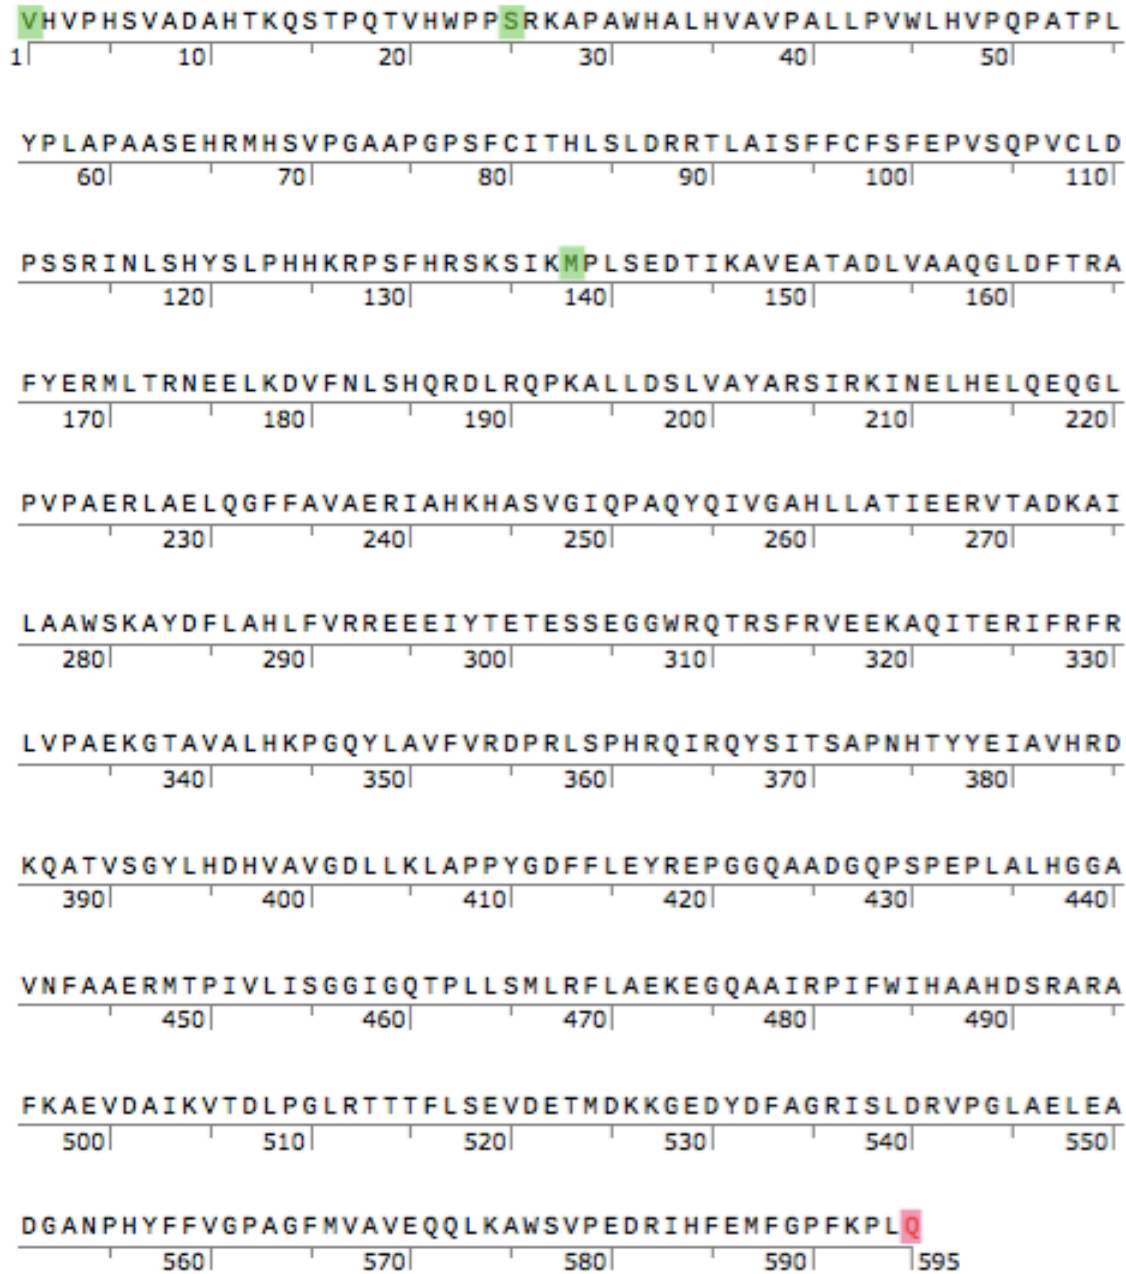 VHVPHSVADAHTKQSTPQTVHWPPSRKAPAWHALHVAVPALLPVWLHVPQPATPL
1 10 20 30 40 50
YPLAPAASEHRMHSVPGAAPGPSFCITHLSLDRRTLAISFFCFSFEPVSQPVCLD
60 70 80 90 100 110
PSSRINLSHYSLPHHKRPSFHRSKSIKMPLSEDTIKAVEATADLVAAQGLDFTRA
120 130 140 150 160
FYERMLTRNEELKDVFNLSHQRDLRQPKALLDSLVAYARSIRKINELHELQEQGL
170 180 190 200 210 220
PVPAERLAELQGFFAVAERIAHKHASVGIQPAQYQIVGAHLLATIEERVTADKAI
230 240 250 260 270
LAAWSKAYDFLAHLFVRREEEIYTETESSEGGWRQTRSFRVEEKAQITERIFRFR
280 290 300 310 320 330
LVPAEKGTAVALHKPGQYLAVFVRDPRLSPHRQIRQYSITSAPNHTYYEIAVHRD
340 350 360 370 380
KQATVSGYLHDHVAVGDLLKLAPPYGDFFLEYREPGGQAADGQPSPEPLALHGGA
390 400 410 420 430 440
VNFAAERMTPIVLISGGIGQTPLLSMLRFLAEKEGQAAIRPIFWIHAAHDSRARA
450 460 470 480 490
FKAEVDAIKVTDLPGLRTTTFLSEVDETMDKKGEDYDFAGRISLDRVPGLAELEA
500 510 520 530 540 550
DGANPHYFFVGPAGFMVAVEQQLKAWSVPEDRIHFEMFGPFKPLQ
560 570 580 590 595